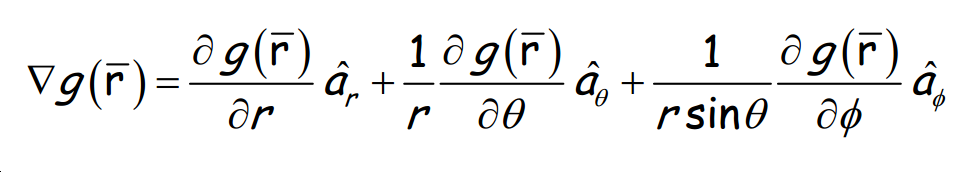 ∇g(r̅) = ∂g(r̅)/∂r â_r + 1/r ∂g(r̅)/∂θ â_θ + 1/(r sinθ) ∂g(r̅)/∂ϕ â_ϕ